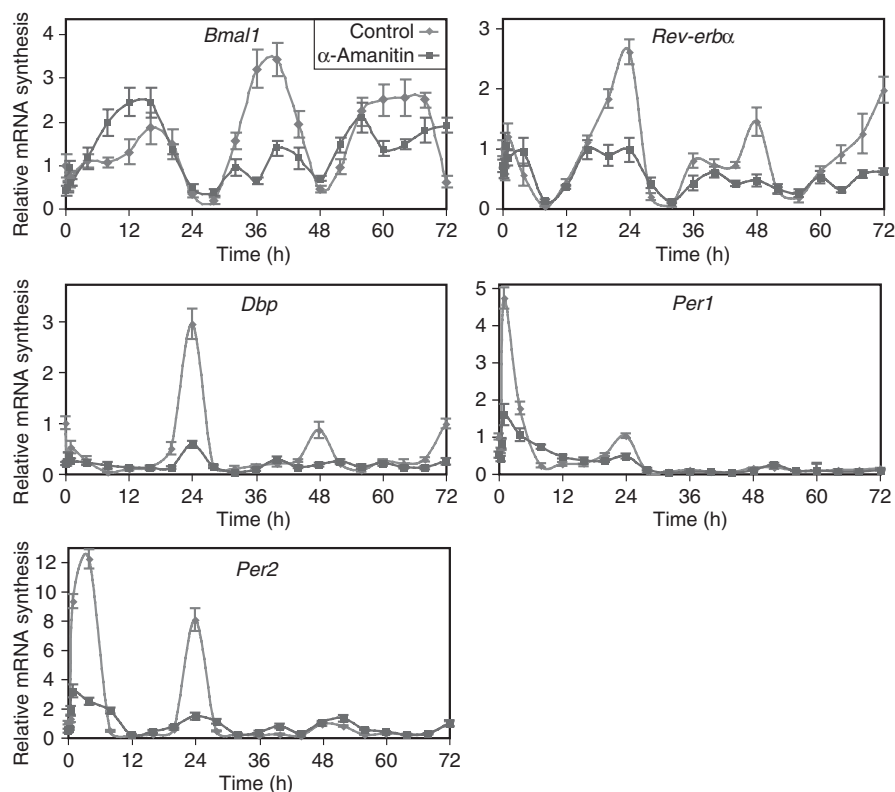 Relative mRNA synthesis
Bmal1
Control
α-Amanitin
4
3
2
1
0
0 12 24 36 48 60 72
Time (h)
Rev-erbα
3
2
1
0
0 12 24 36 48 60 72
Time (h)
Relative mRNA synthesis
Dbp
3
2
1
0
0 12 24 36 48 60 72
Time (h)
Per1
5
4
3
2
1
0
0 12 24 36 48 60 72
Time (h)
Relative mRNA synthesis
Per2
12
10
8
6
4
2
0
0 12 24 36 48 60 72
Time (h)